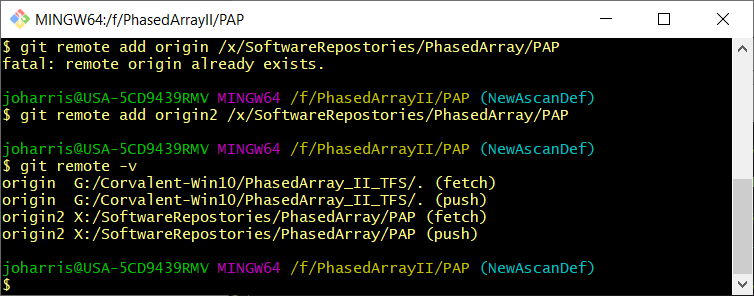 MINGW64:/f/PhasedArrayII/PAP
$ git remote add origin /x/SoftwareRepostories/PhasedArray/PAP
fatal: remote origin already exists.
joharris@USA-5CD9439RMV MINGW64 /f/PhasedArrayII/PAP (NewAscanDef)
$ git remote add origin2 /x/SoftwareRepostories/PhasedArray/PAP
joharris@USA-5CD9439RMV MINGW64 /f/PhasedArrayII/PAP (NewAscanDef)
$ git remote -v
origin  G:/Corvalent-Win10/PhasedArray_II_TFS/. (fetch)
origin  G:/Corvalent-Win10/PhasedArray_II_TFS/. (push)
origin2 X:/SoftwareRepostories/PhasedArray/PAP (fetch)
origin2 X:/SoftwareRepostories/PhasedArray/PAP (push)
joharris@USA-5CD9439RMV MINGW64 /f/PhasedArrayII/PAP (NewAscanDef)
$